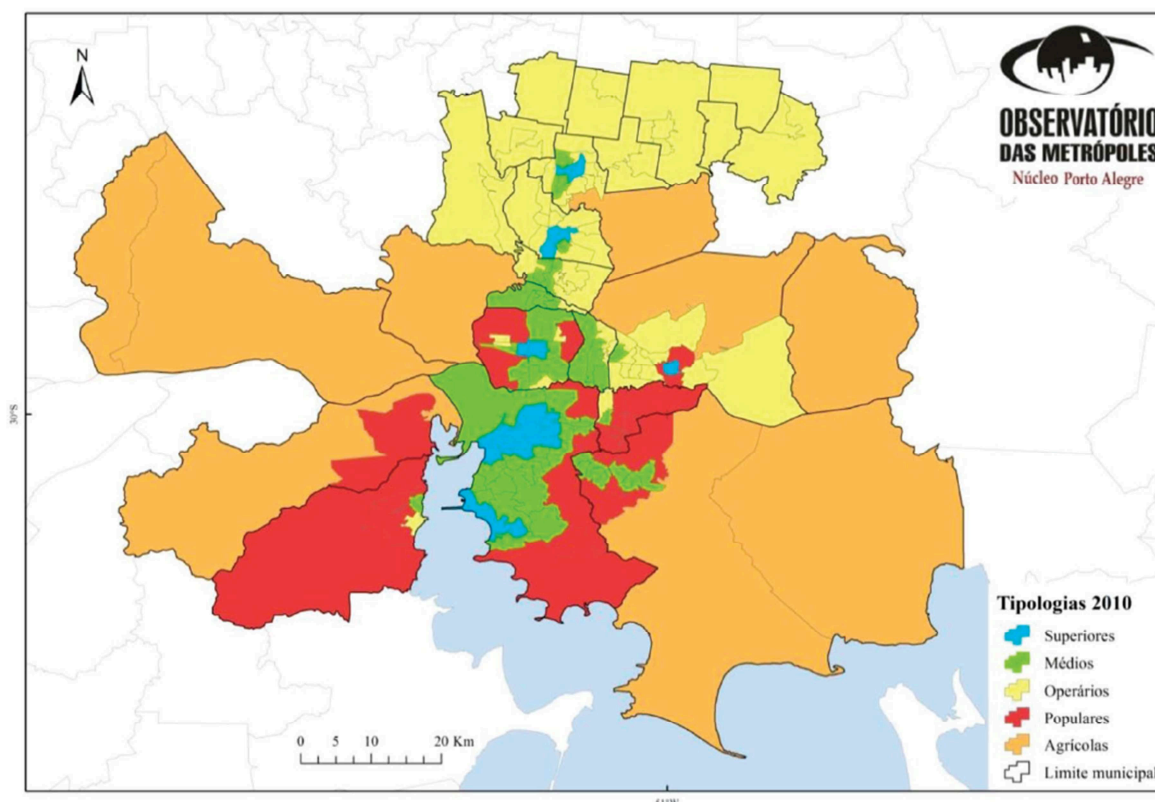 N
OBSERVATÓRIO
DAS METRÓPOLES
Núcleo Porto Alegre
30°S
Tipologias 2010
Superiores
Médios
Operários
Populares
Agrícolas
Limite municipal
0 5 10 20 Km